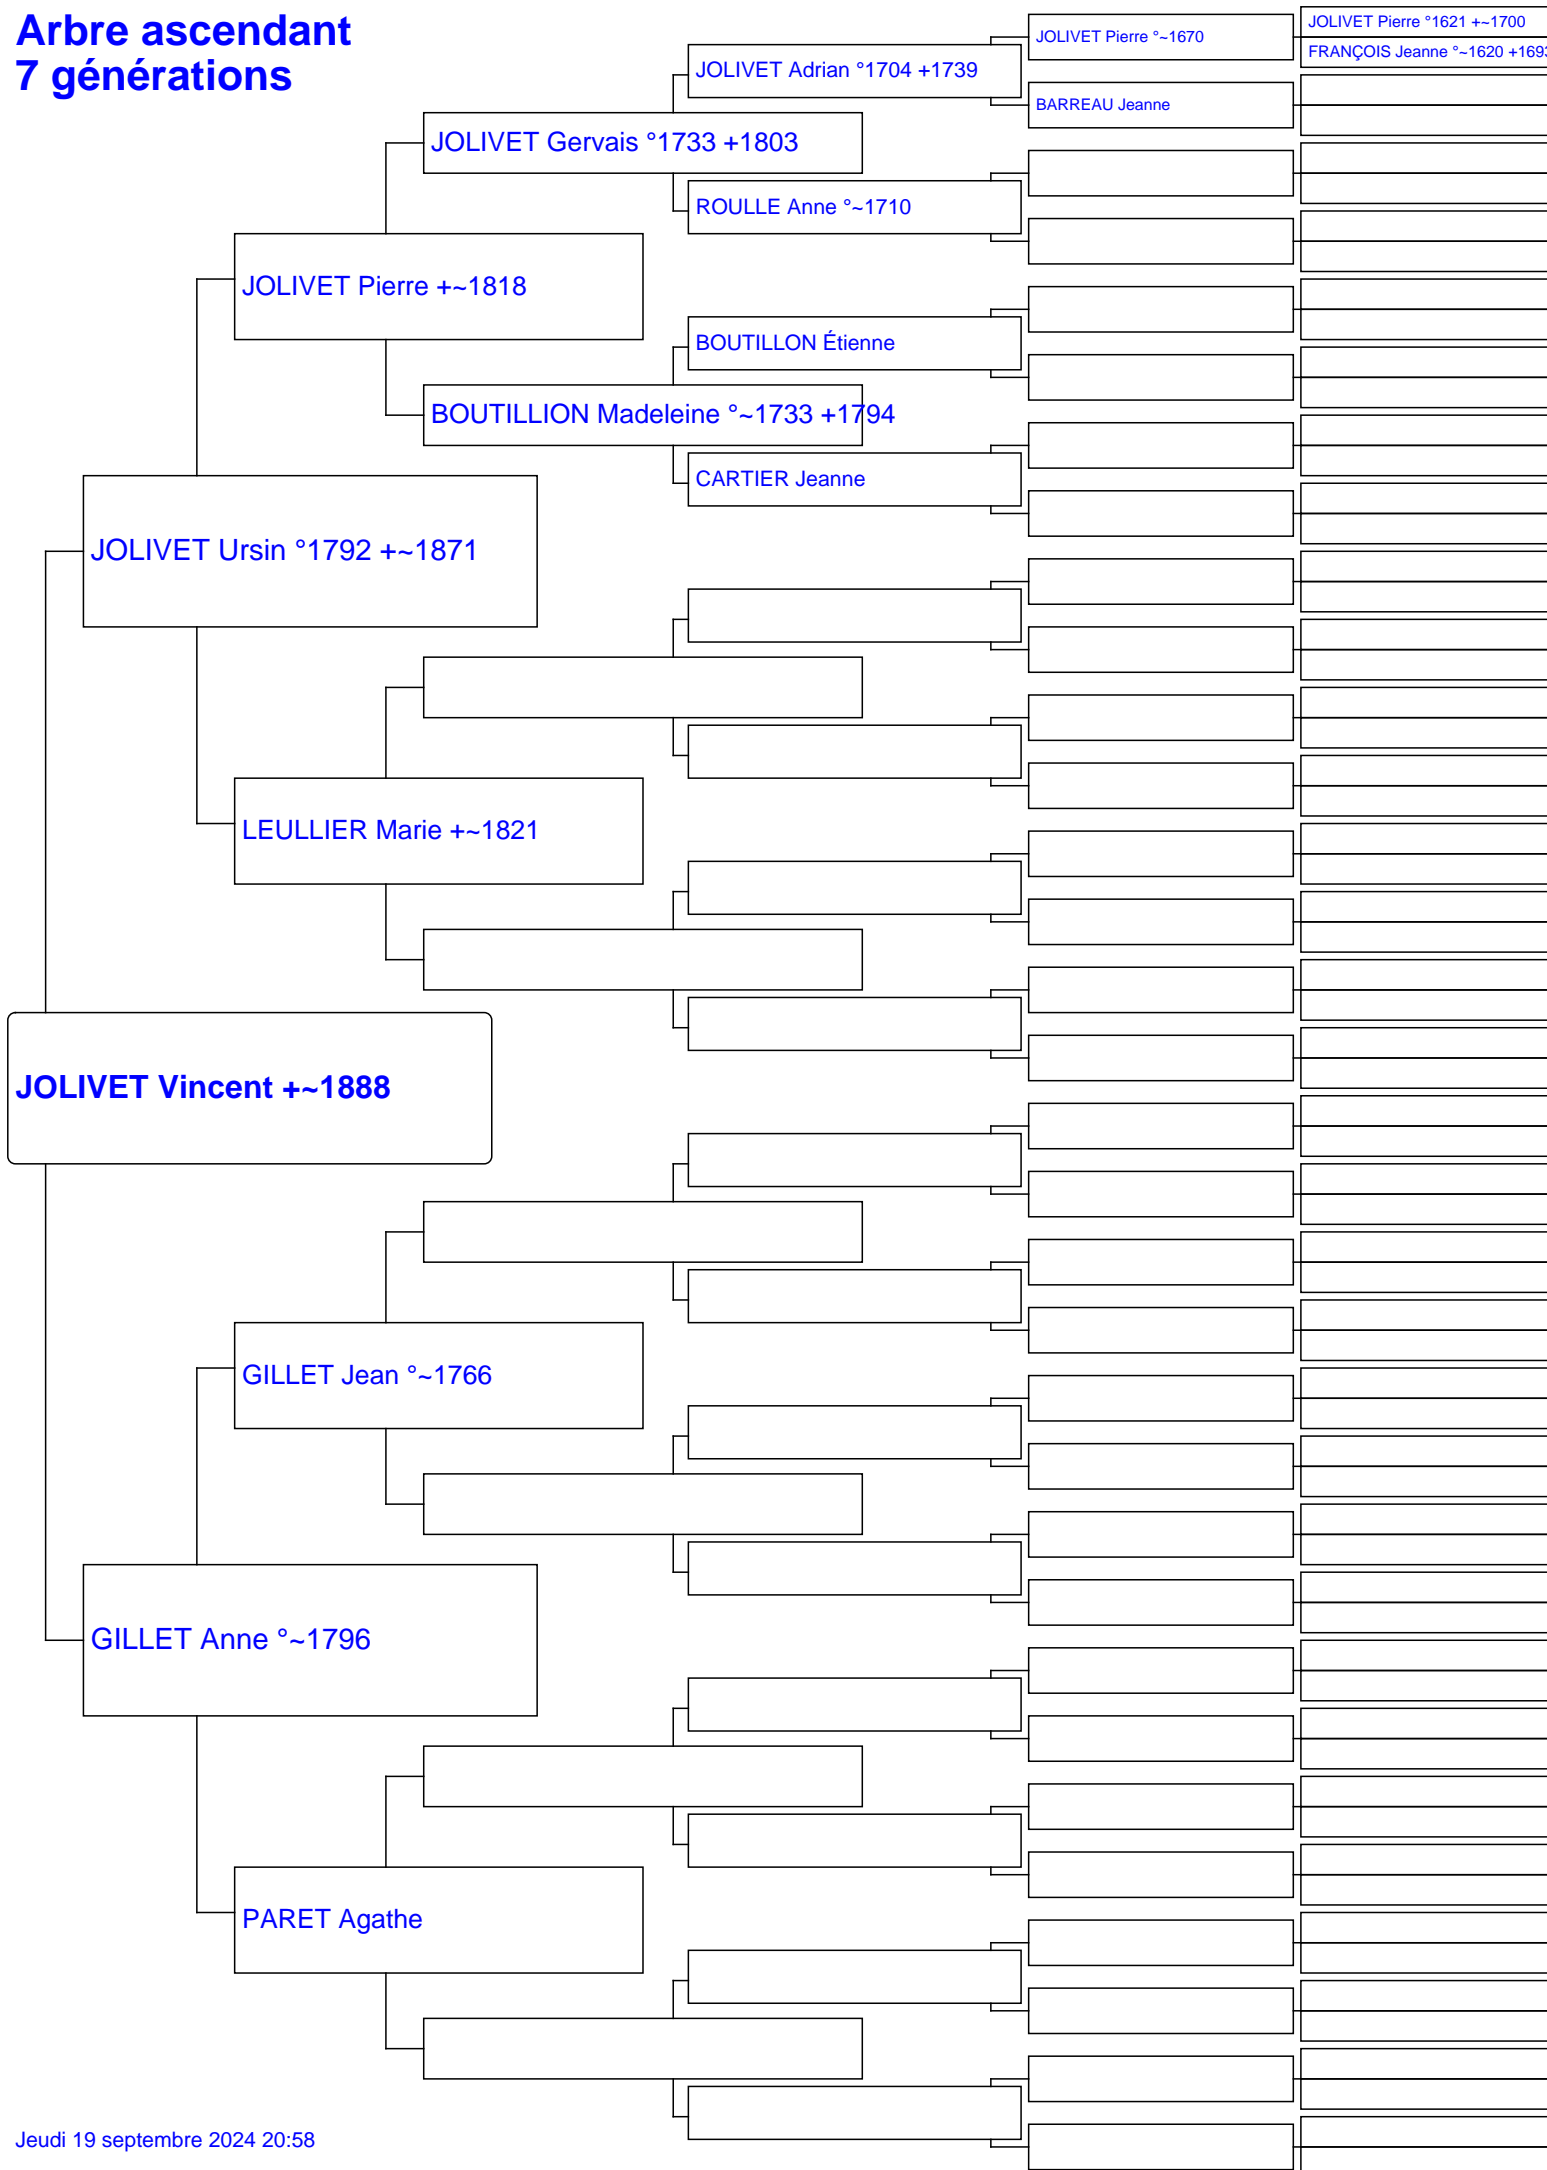 Arbre ascendant
7 générations
JOLIVET Pierre °1621 +~1700
FRANÇOIS Jeanne °~1620 +1693
JOLIVET Pierre °~1670
JOLIVET Adrian °1704 +1739
BARREAU Jeanne
JOLIVET Gervais °1733 +1803
ROULLE Anne °~1710
JOLIVET Pierre +~1818
BOUTILLON Étienne
BOUTILLION Madeleine °~1733 +1794
CARTIER Jeanne
JOLIVET Ursin °1792 +~1871
LEULLIER Marie +~1821
JOLIVET Vincent +~1888
GILLET Jean °~1766
GILLET Anne °~1796
PARET Agathe
Jeudi 19 septembre 2024 20:58